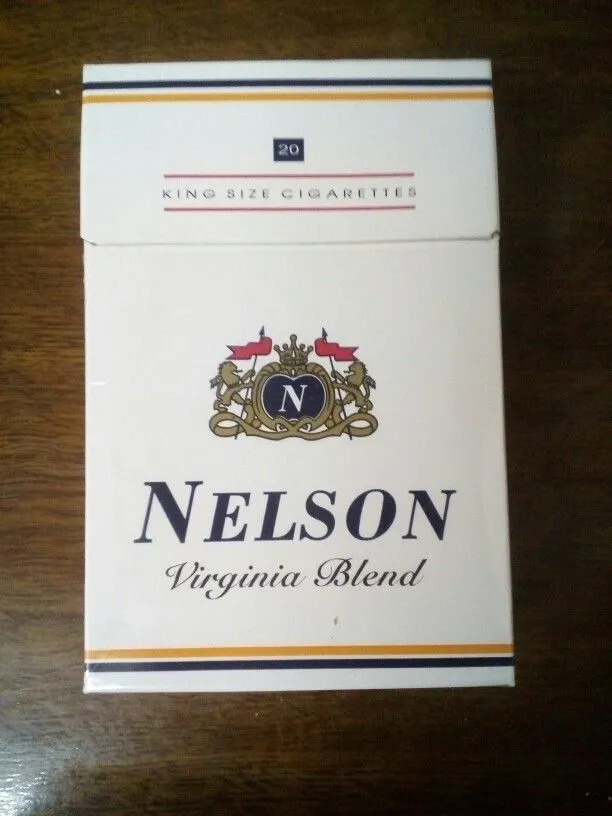 20
KING SIZE CIGARETTES
N
NELSON
Virginia Blend